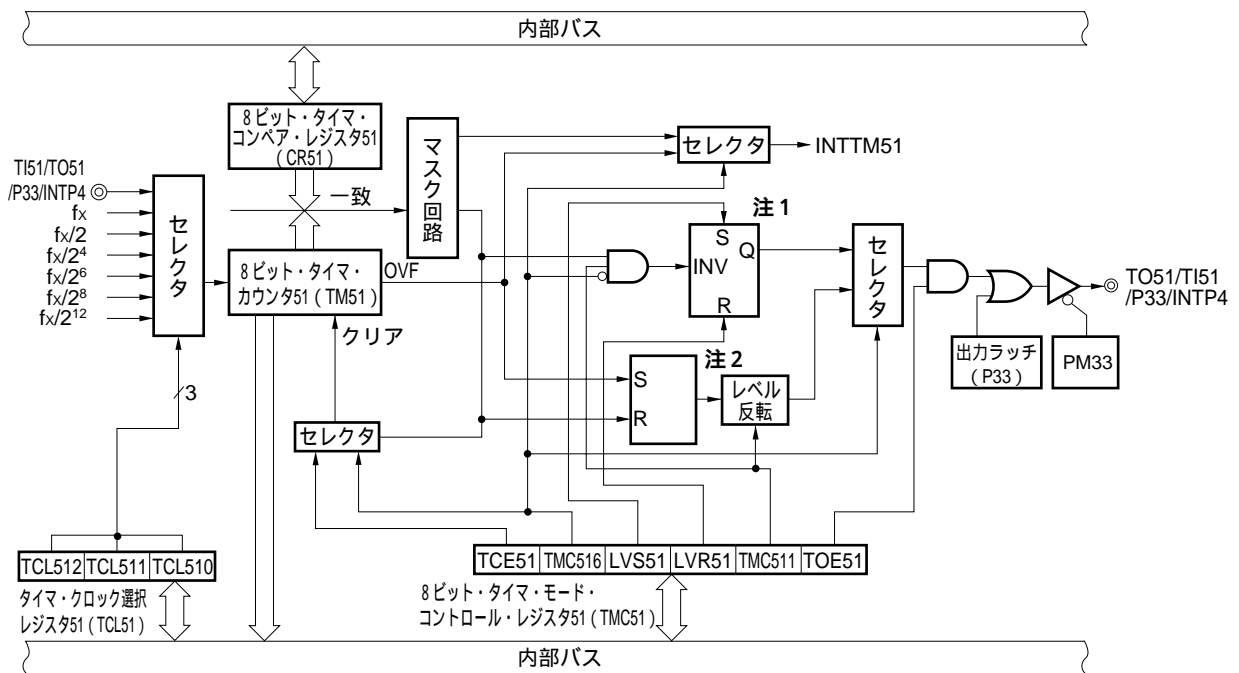 内部バス
8ビット・タイマ・
コンペア・レジスタ51
(CR51)
マスク回路
セレクタ
INTTM51
TI51/TO51
/P33/INTP4
fX
fX/2
fX/2⁴
fX/2⁶
fX/2⁸
fX/2¹²
セレクタ
一致
8ビット・タイマ・
カウンタ51(TM51)
OVF
クリア
注1
S
INV
Q
R
セレクタ
TO51/TI51
/P33/INTP4
出力ラッチ
(P33)
PM33
注2
S
R
レベル
反転
3
セレクタ
TCL512 TCL511 TCL510
タイマ・クロック選択
レジスタ51(TCL51)
TCE51 TMC516 LVS51 LVR51 TMC511 TOE51
8ビット・タイマ・モード・
コントロール・レジスタ51(TMC51)
内部バス